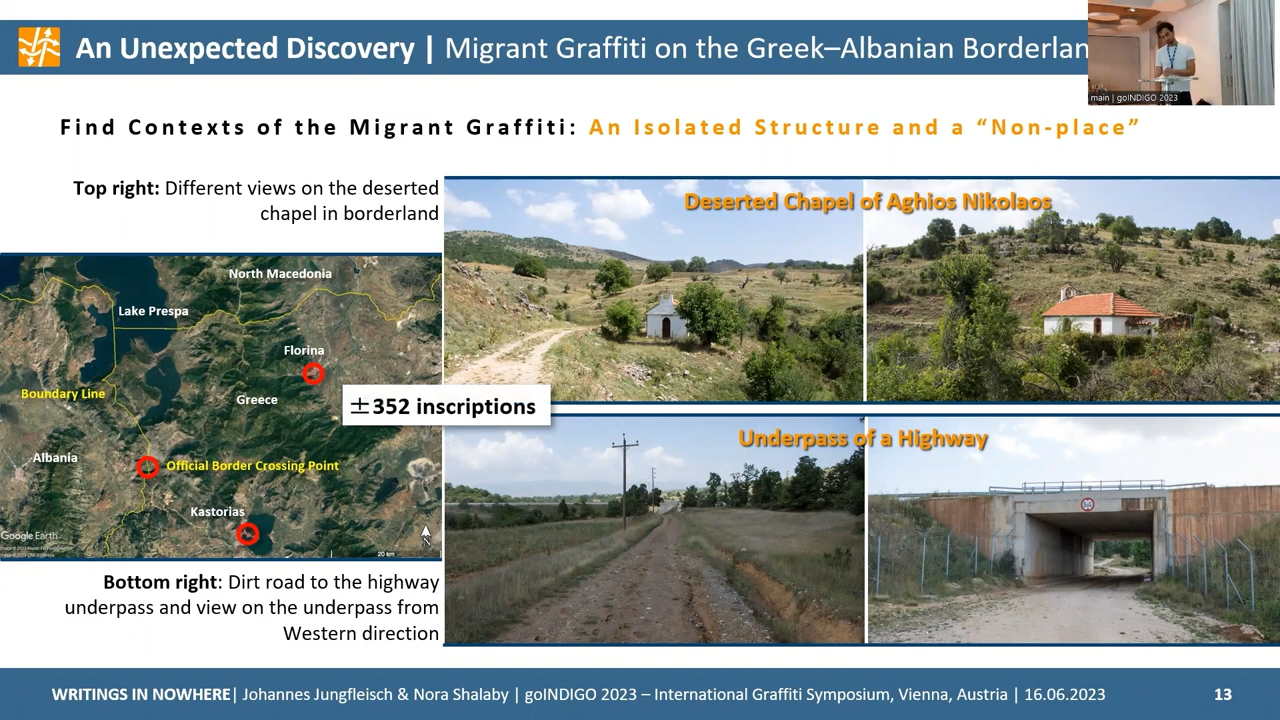 An Unexpected Discovery | Migrant Graffiti on the Greek–Albanian Borderlan
main | goINDIGO 2023
Find Contexts of the Migrant Graffiti: An Isolated Structure and a “Non-place”
Top right: Different views on the deserted
chapel in borderland
Deserted Chapel of Aghios Nikolaos
North Macedonia
Lake Prespa
Florina
Boundary Line
Greece
±352 inscriptions
Albania
Official Border Crossing Point
Kastorias
Google Earth
20 km
Underpass of a Highway
Bottom right: Dirt road to the highway
underpass and view on the underpass from
Western direction
WRITINGS IN NOWHERE| Johannes Jungfleisch & Nora Shalaby | goINDIGO 2023 – International Graffiti Symposium, Vienna, Austria | 16.06.2023
13